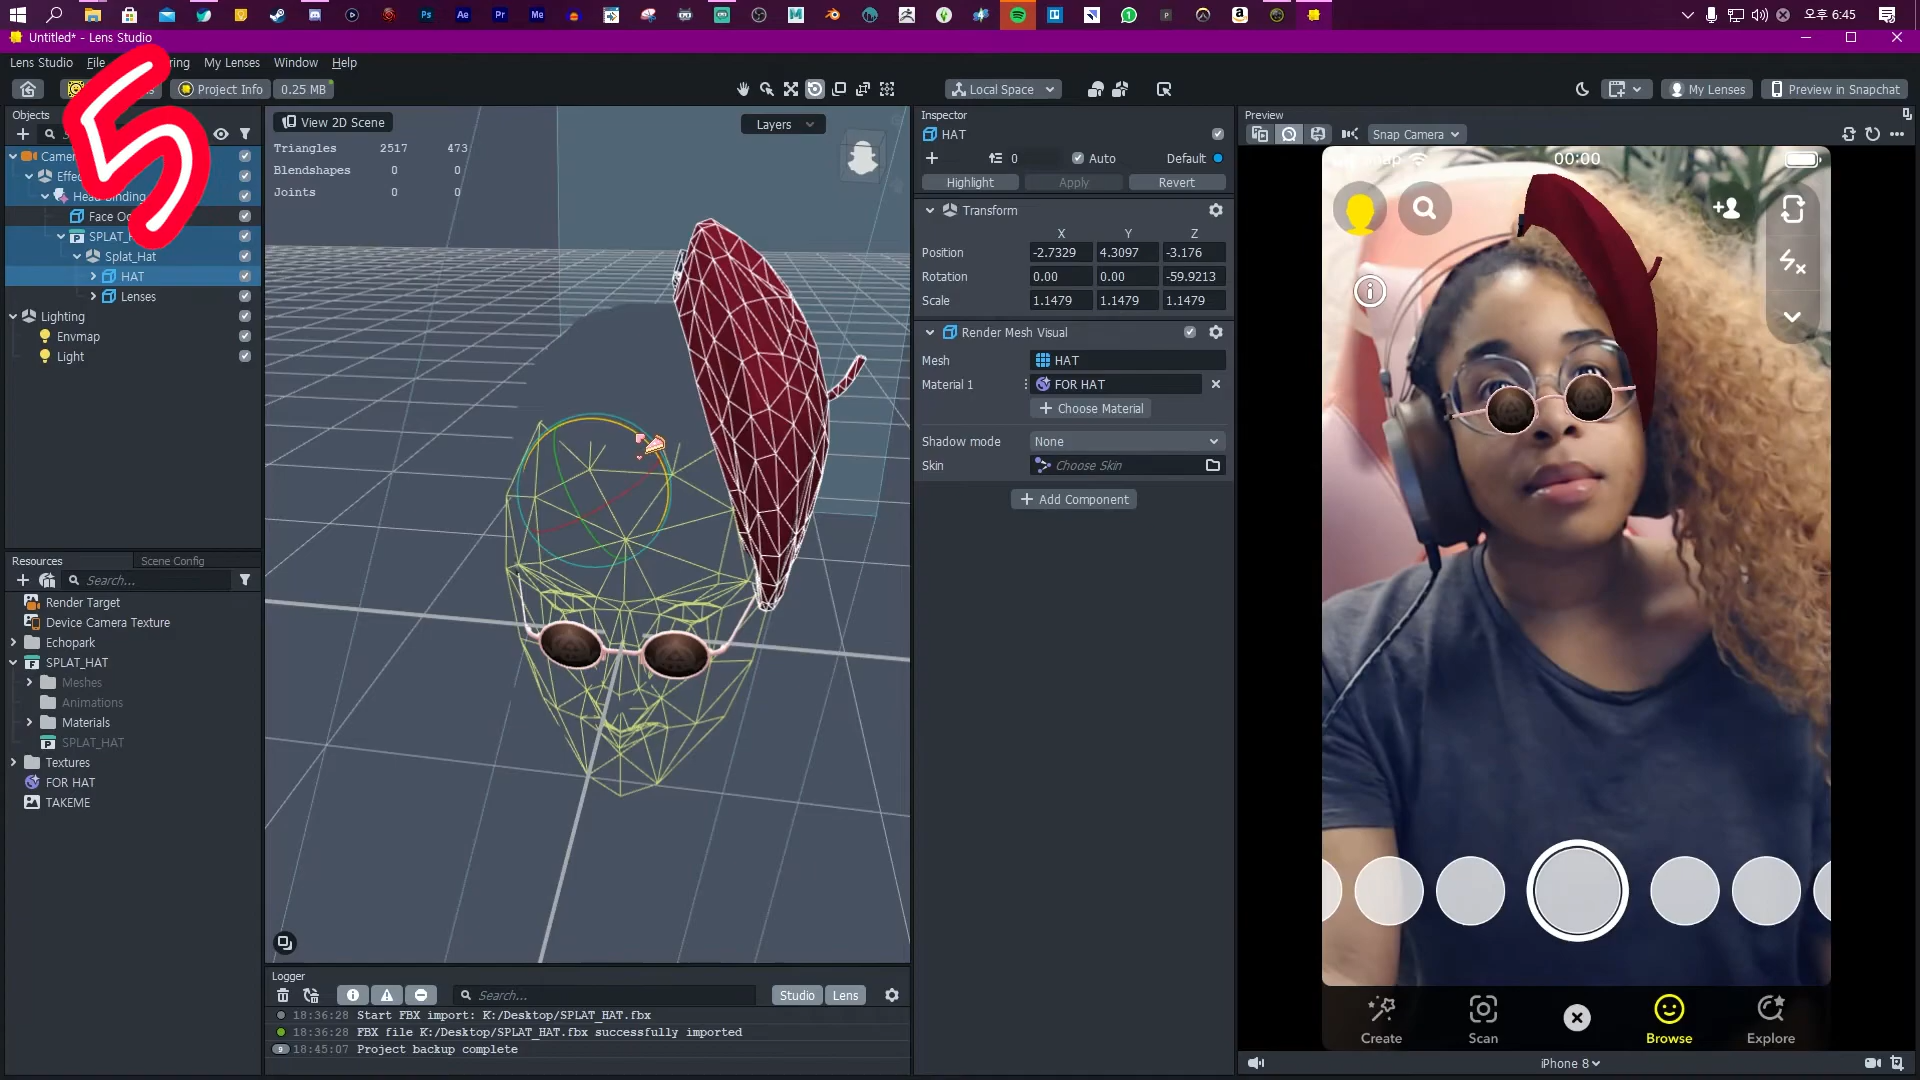 오후 6:45
Untitled* - Lens Studio
Lens Studio File Window My Lenses Window Help
Project Info 0.25 MB Local Space My Lenses Preview in Snapchat
Objects
HAT
Splat_Hat
Lenses
Lighting
Envmap
Light
5
View 2D Scene
Layers
Triangles 2517 473
Blendshapes 0 0
Joints 0 0
Inspector
HAT
0 Auto Default
Highlight Apply Revert
Transform
X Y Z
Position -2.7329 4.3097 -3.176
Rotation 0.00 0.00 -59.9213
Scale 1.1479 1.1479 1.1479
Render Mesh Visual
Mesh HAT
Material 1 FOR HAT
Choose Material
Shadow mode None
Skin Choose Skin
Add Component
Preview
Snap Camera
00:00
Create Scan Browse Explore
iPhone 8
Resources Scene Config
Search...
Render Target
Device Camera Texture
Echopark
SPLAT_HAT
Meshes
Animations
Materials
SPLAT_HAT
Textures
FOR HAT
TAKEME
Logger
Search... Studio Lens
18:36:28 Start FBX import: K:/Desktop/SPLAT_HAT.fbx
18:36:28 FBX file K:/Desktop/SPLAT_HAT.fbx successfully imported
18:45:07 Project backup complete